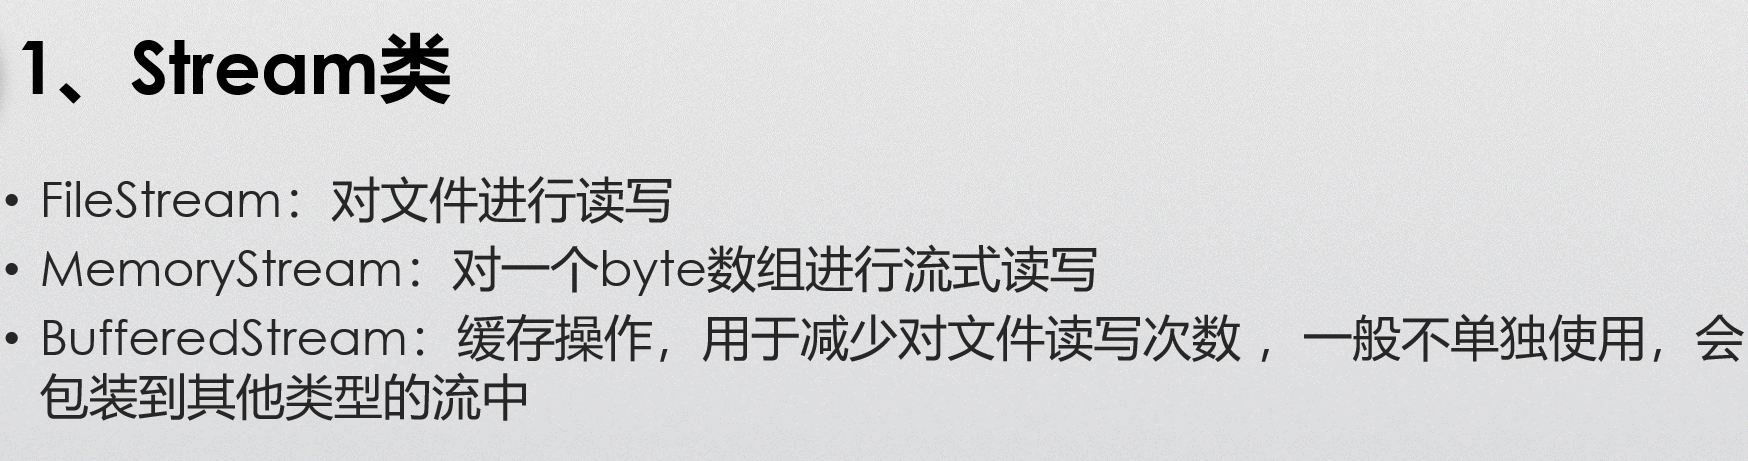 1、Stream类
• FileStream：对文件进行读写
• MemoryStream：对一个byte数组进行流式读写
• BufferedStream：缓存操作，用于减少对文件读写次数 ，一般不单独使用，会
包装到其他类型的流中